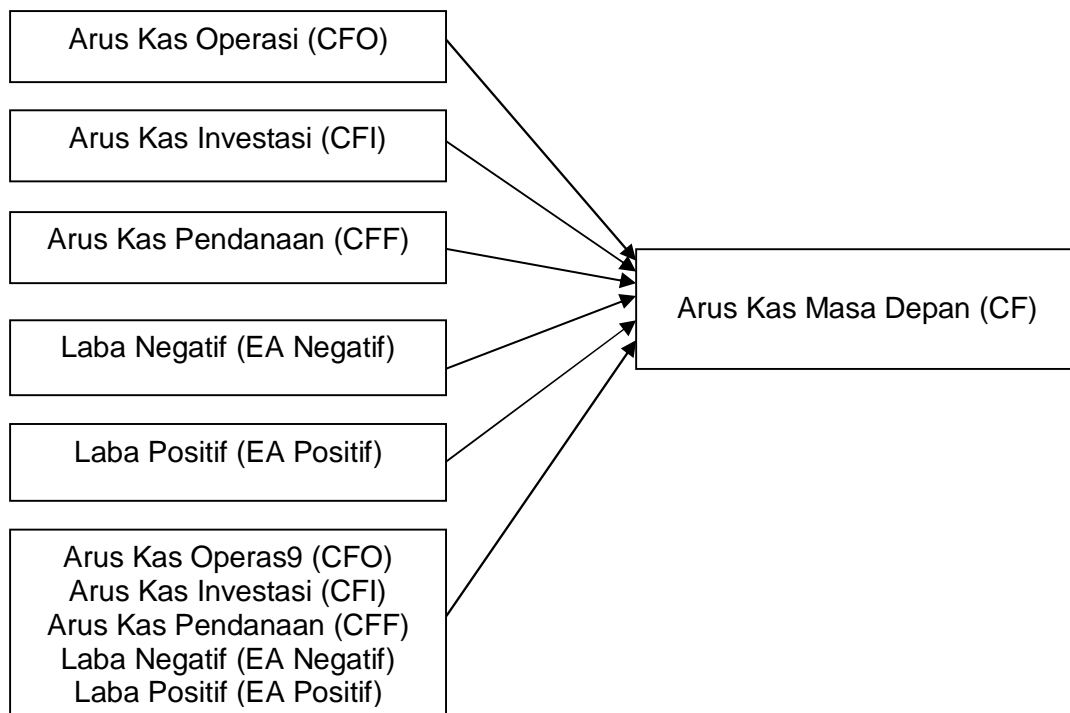 Arus Kas Operasi (CFO)
Arus Kas Investasi (CFI)
Arus Kas Pendanaan (CFF)
Laba Negatif (EA Negatif)
Laba Positif (EA Positif)
Arus Kas Operas9 (CFO)
Arus Kas Investasi (CFI)
Arus Kas Pendanaan (CFF)
Laba Negatif (EA Negatif)
Laba Positif (EA Positif)
Arus Kas Masa Depan (CF)